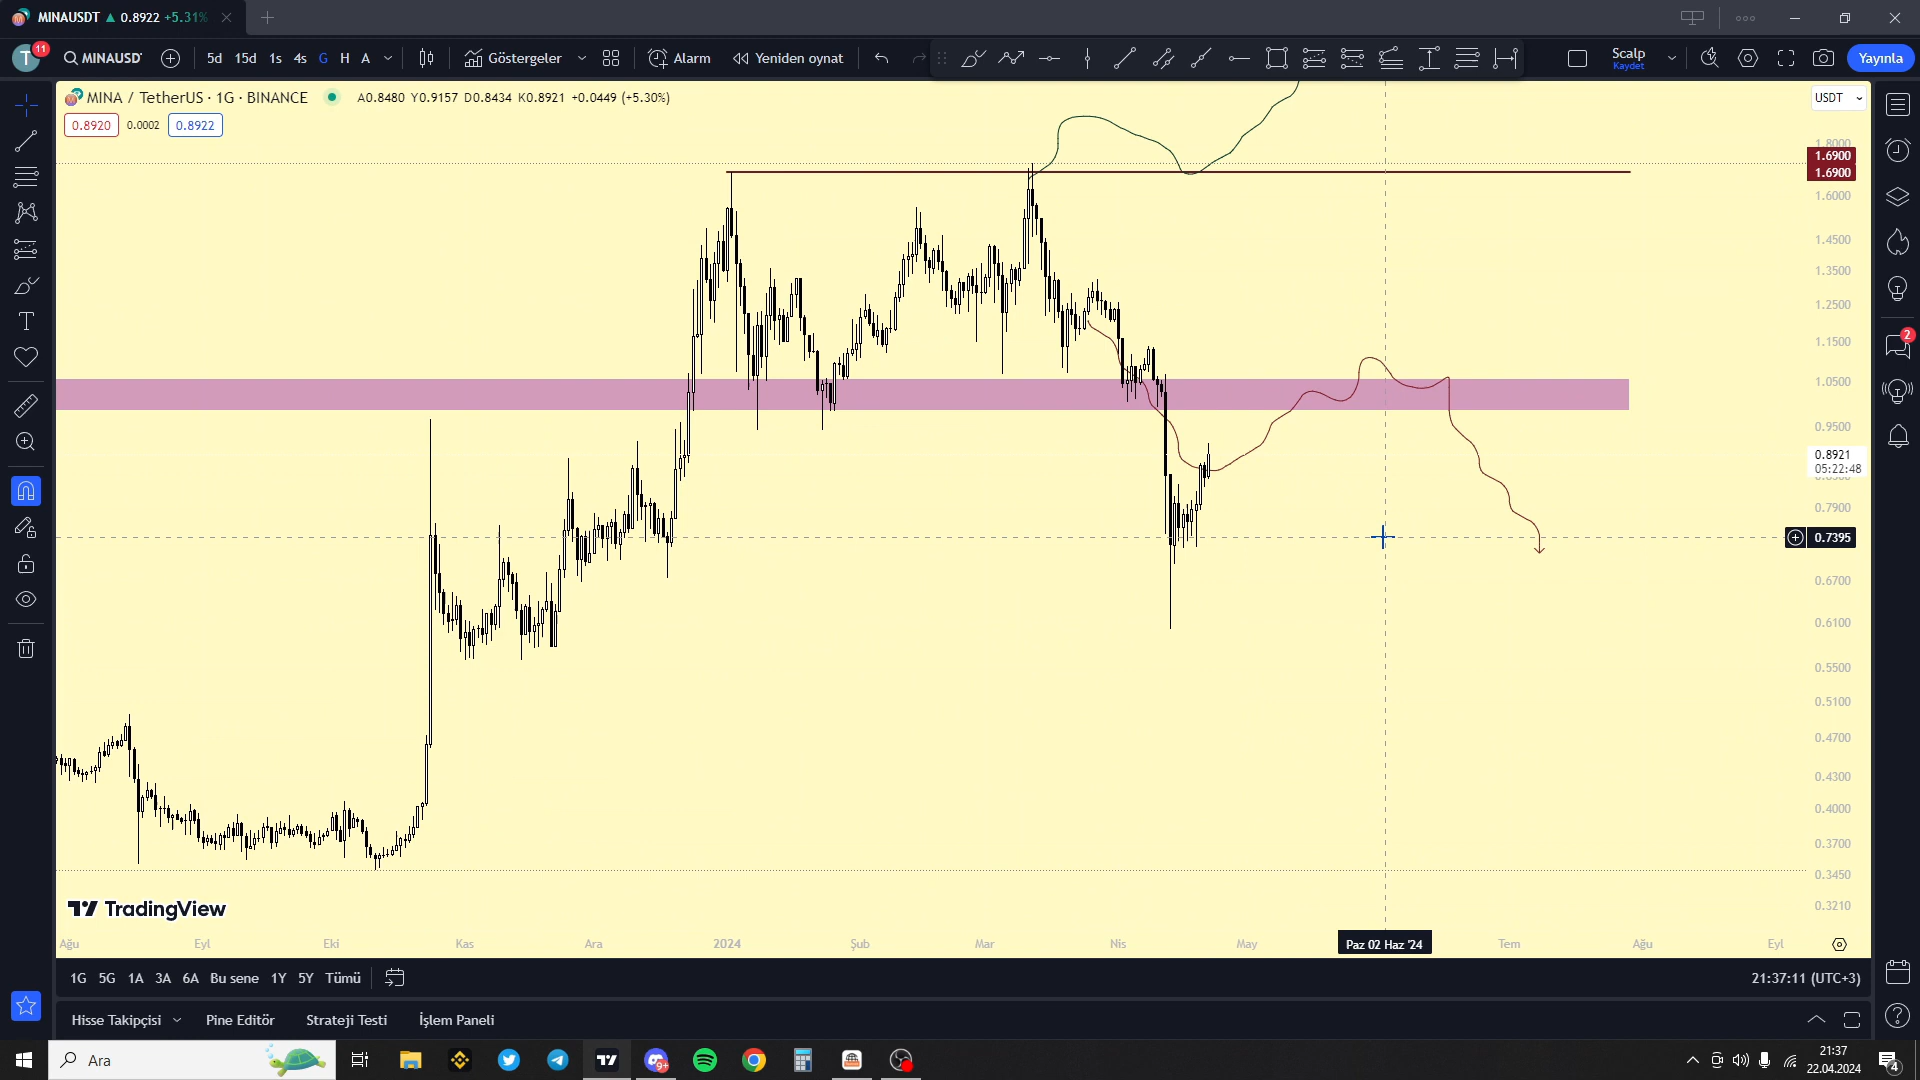 MINAUSDT ▲ 0.8922 +5.31%
T 11 MINAUSD 5d 15d 1s 4s G H A Göstergeler Alarm Yeniden oynat Scalp Kaydet Yayınla
MINA / TetherUS · 1G · BINANCE A0.8480 Y0.9157 D0.8434 K0.8921 +0.0449 (+5.30%)
USDT
0.8920 0.0002 0.8922
1.8000
1.6900
1.6900
1.6000
1.4500
1.3500
1.2500
1.1500
1.0500
0.9500
0.8921
05:22:48
0.7900
0.7395
0.6700
0.6100
0.5500
0.5100
0.4700
0.4300
0.4000
0.3700
0.3450
0.3210
2
TradingView
Ağu Eyl Eki Kas Ara 2024 Şub Mar Nis May Paz 02 Haz '24 Tem Ağu Eyl
1G 5G 1A 3A 6A Bu sene 1Y 5Y Tümü
21:37:11 (UTC+3)
Hisse Takipçisi Pine Editör Strateji Testi İşlem Paneli
Ara
9+
21:37
22.04.2024
4